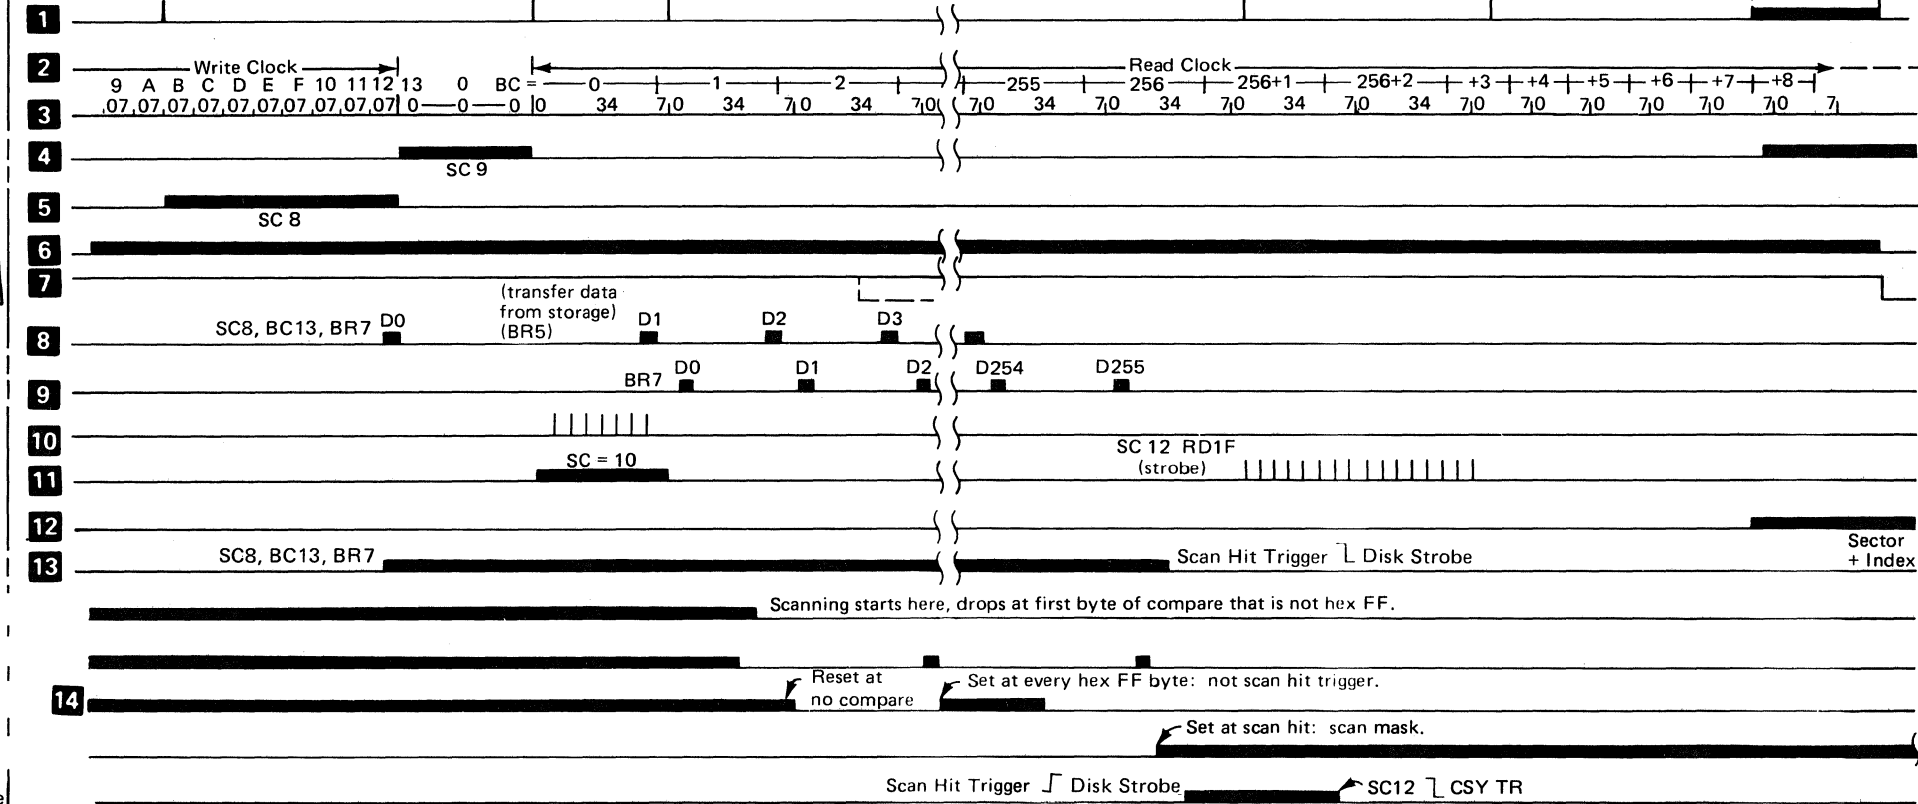 1
2 Write Clock Read Clock
9 A B C D E F 10 11 12 13 0 BC = 0 1 2 255 256 256+1 256+2 +3 +4 +5 +6 +7 +8
3 07 07 07 07 07 07 07 07 07 07 0 0 0 0 34 7 0 34 7 0 34 7 0 7 0 34 7 0 34 7 0 34 7 0 34 7 0 7 0 7 0 7 0 7 0 7 0 7
4
SC 9
5
SC 8
6
7
(transfer data
from storage)
(BR5)
8 SC8, BC13, BR7 D0 D1 D2 D3
9 BR7 D0 D1 D2 D254 D255
10
SC 12 RD1F
(strobe)
11 SC = 10
12
Sector
+ Index
13 SC8, BC13, BR7 Scan Hit Trigger Disk Strobe
Scanning starts here, drops at first byte of compare that is not hex FF.
14
Reset at
no compare
Set at every hex FF byte: not scan hit trigger.
Set at scan hit: scan mask.
Scan Hit Trigger Disk Strobe SC12 CSY TR
e